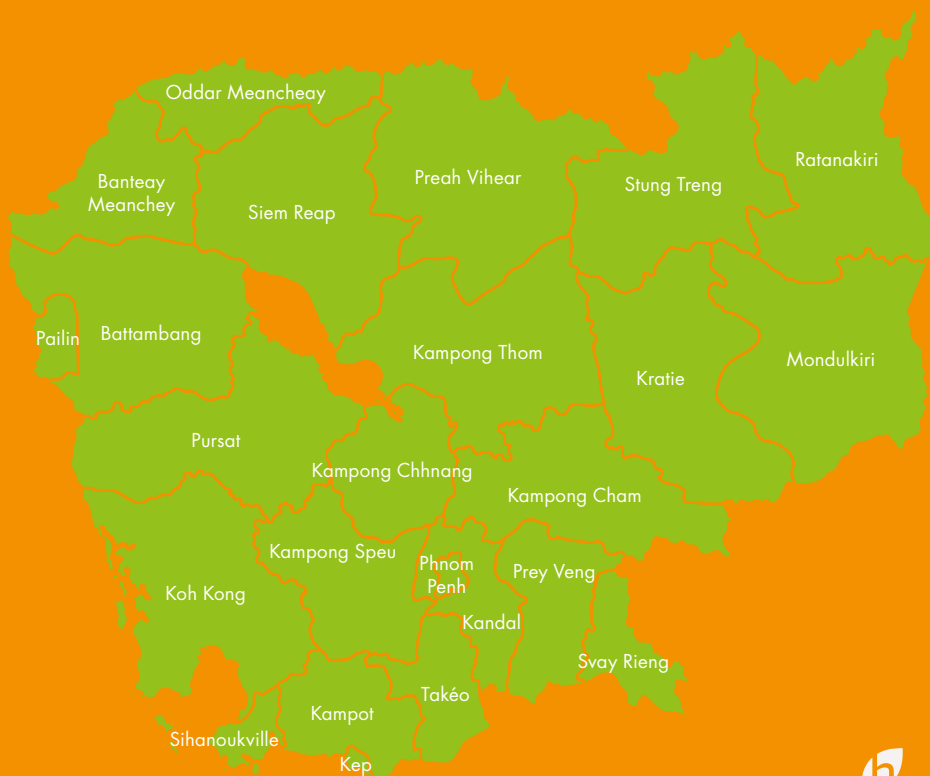 Oddar Meancheay
Ratanakiri
Preah Vihear
Banteay
Meanchey
Stung Treng
Siem Reap
Pailin
Battambang
Kampong Thom
Mondulkiri
Kratie
Pursat
Kampong Chhnang
Kampong Cham
Kampong Speu
Phnom
Penh
Prey Veng
Koh Kong
Kandal
Svay Rieng
Takéo
Kampot
Sihanoukville
Kep
h